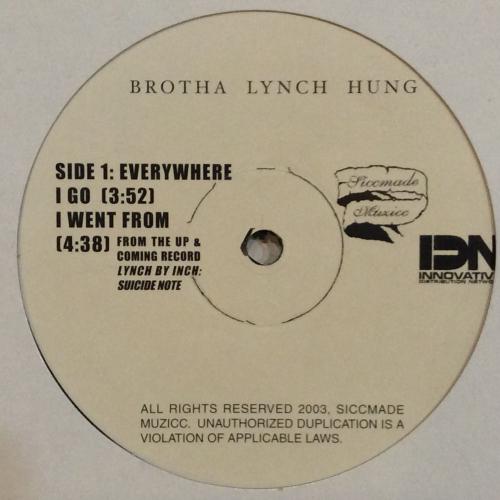 BROTHA LYNCH HUNG
SIDE 1: EVERYWHERE
I GO (3:52)
I WENT FROM
(4:38) FROM THE UP &
COMING RECORD
LYNCH BY INCH:
SUICIDE NOTE
Siccmade
Muzicc
IDN
INNOVATIV
DISTRIBUTION NETWO
ALL RIGHTS RESERVED 2003, SICCMADE
MUZICC. UNAUTHORIZED DUPLICATION IS A
VIOLATION OF APPLICABLE LAWS.